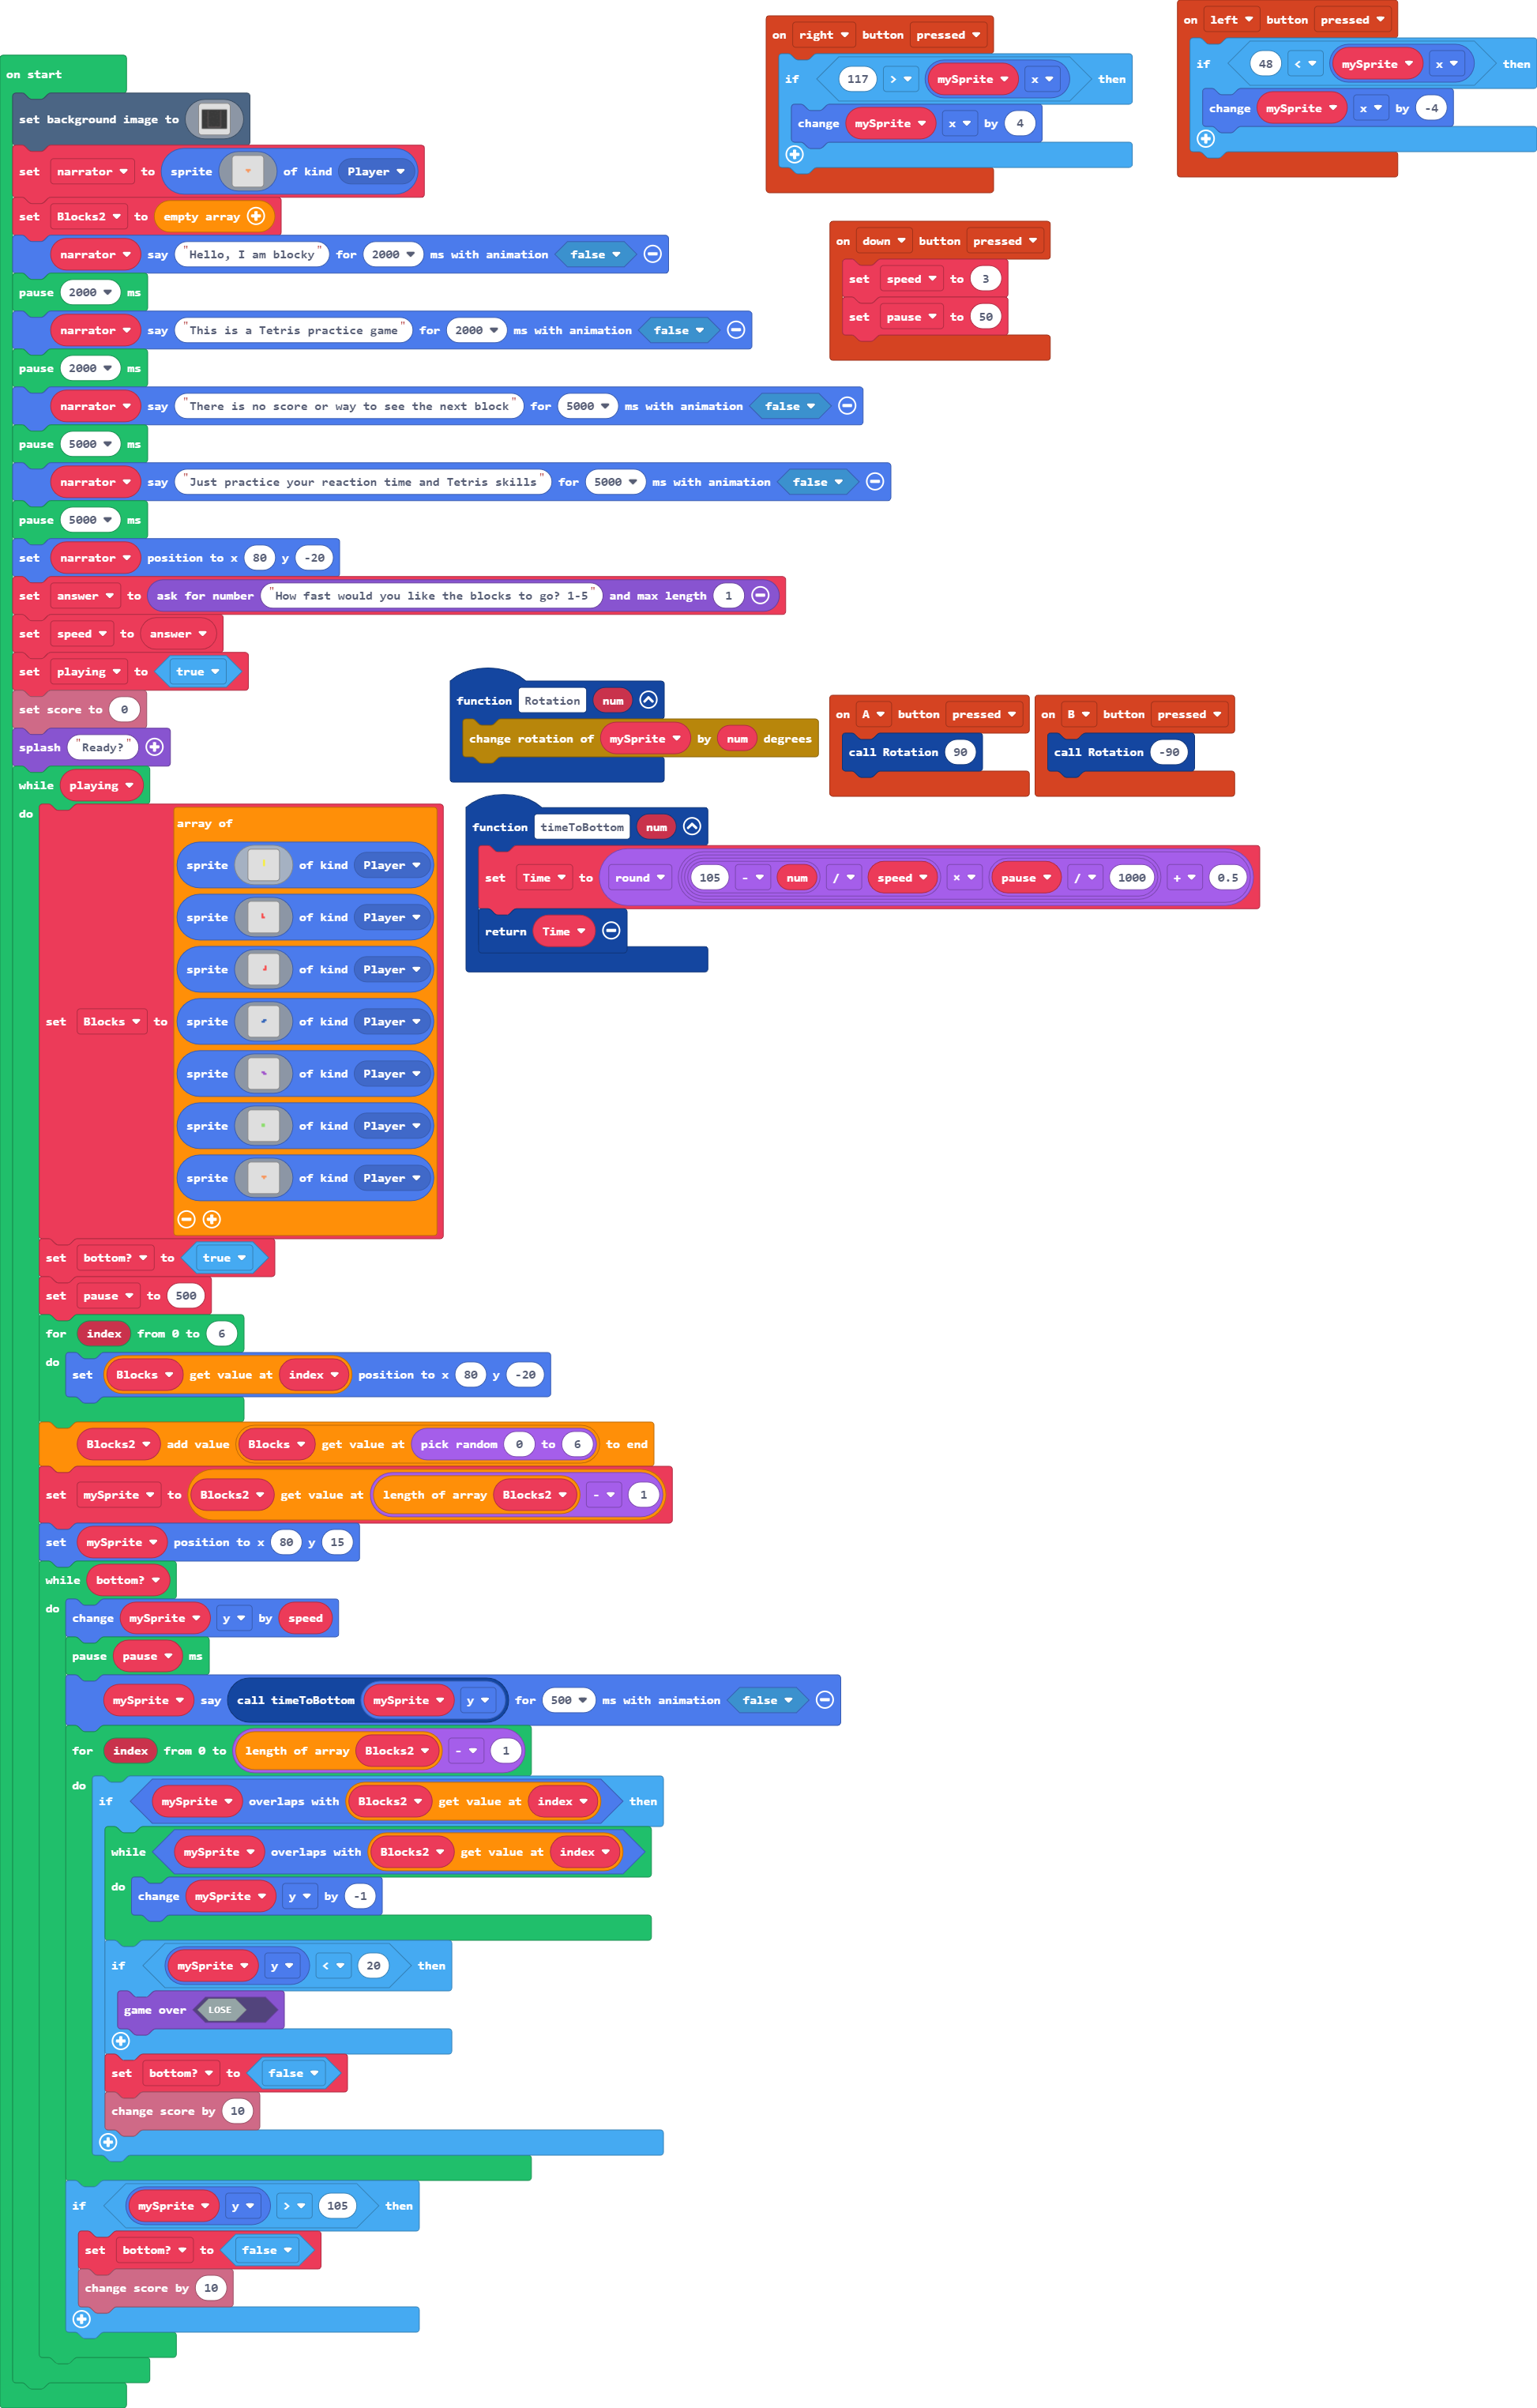 on start
set background image to
set narrator to sprite of kind Player
set Blocks2 to empty array
narrator say "Hello, I am blocky" for 2000 ms with animation false
pause 2000 ms
narrator say "This is a Tetris practice game" for 2000 ms with animation false
pause 2000 ms
narrator say "There is no score or way to see the next block" for 5000 ms with animation false
pause 5000 ms
narrator say "Just practice your reaction time and Tetris skills" for 5000 ms with animation false
pause 5000 ms
set narrator position to x 80 y -20
set answer to ask for number "How fast would you like the blocks to go? 1-5" and max length 1
set speed to answer
set playing to true
set score to 0
splash "Ready?"
while playing
do
set Blocks to
array of
sprite of kind Player
sprite of kind Player
sprite of kind Player
sprite of kind Player
sprite of kind Player
sprite of kind Player
sprite of kind Player
set bottom? to true
set pause to 500
for index from 0 to 6
do set Blocks get value at index position to x 80 y -20
Blocks2 add value Blocks get value at pick random 0 to 6 to end
set mySprite to Blocks2 get value at length of array Blocks2 - 1
set mySprite position to x 80 y 15
while bottom?
do change mySprite y by speed
pause pause ms
mySprite say call timeToBottom mySprite y for 500 ms with animation false
for index from 0 to length of array Blocks2 - 1
do if mySprite overlaps with Blocks2 get value at index then
while mySprite overlaps with Blocks2 get value at index
do change mySprite y by -1
if mySprite y < 20 then
game over LOSE
set bottom? to false
change score by 10
if mySprite y > 105 then
set bottom? to false
change score by 10
on right button pressed
if 117 > mySprite x then
change mySprite x by 4
on left button pressed
if 48 < mySprite x then
change mySprite x by -4
on down button pressed
set speed to 3
set pause to 50
function Rotation num
change rotation of mySprite by num degrees
on A button pressed
call Rotation 90
on B button pressed
call Rotation -90
function timeToBottom num
set Time to round 105 - num / speed × pause / 1000 + 0.5
return Time